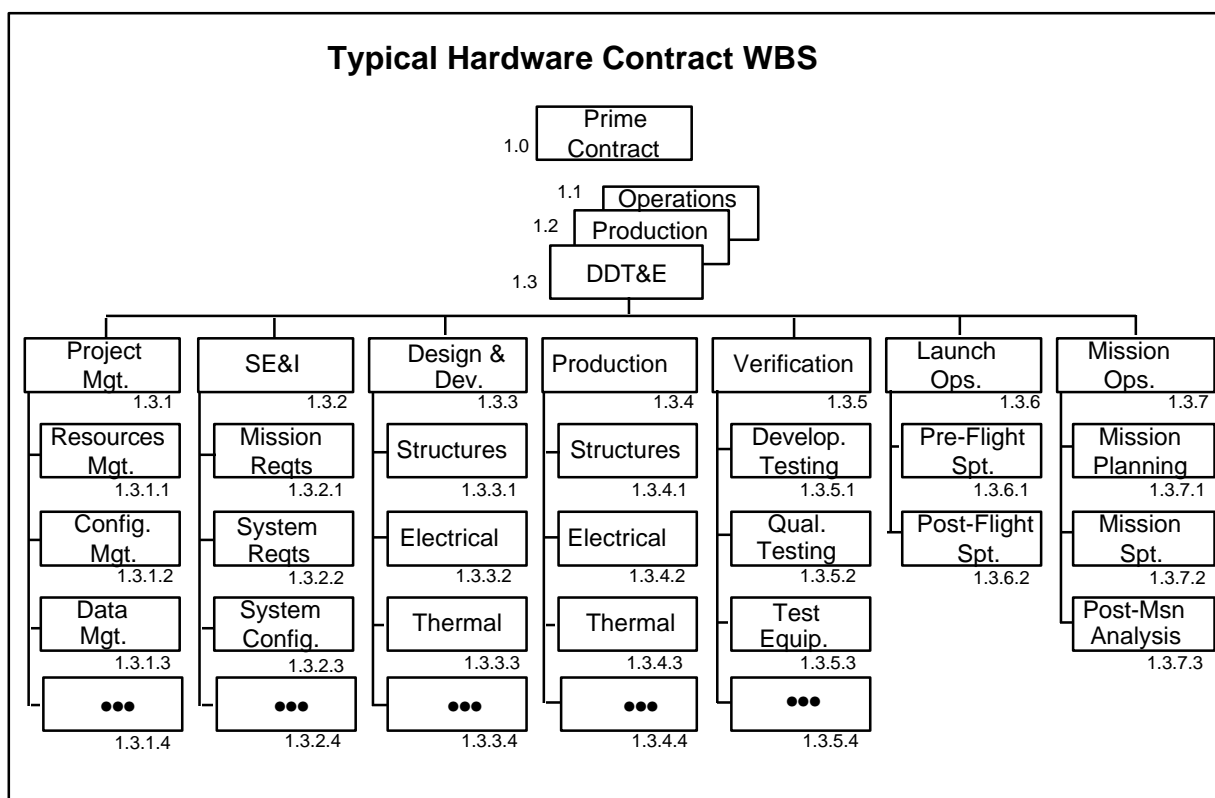 Typical Hardware Contract WBS
Prime
Contract
1.0
1.1
Operations
1.2
Production
1.3
DDT&E
Project
Mgt.
1.3.1
SE&I
1.3.2
Design &
Dev.
1.3.3
Production
1.3.4
Verification
1.3.5
Launch
Ops.
1.3.6
Mission
Ops.
1.3.7
Resources
Mgt.
1.3.1.1
Mission
Reqts
1.3.2.1
Structures
1.3.3.1
Structures
1.3.4.1
Develop.
Testing
1.3.5.1
Pre-Flight
Spt.
1.3.6.1
Mission
Planning
1.3.7.1
Config.
Mgt.
1.3.1.2
System
Reqts
1.3.2.2
Electrical
1.3.3.2
Electrical
1.3.4.2
Qual.
Testing
1.3.5.2
Post-Flight
Spt.
1.3.6.2
Mission
Spt.
1.3.7.2
Data
Mgt.
1.3.1.3
System
Config.
1.3.2.3
Thermal
1.3.3.3
Thermal
1.3.4.3
Test
Equip.
1.3.5.3
Post-Msn
Analysis
1.3.7.3
•••
1.3.1.4
•••
1.3.2.4
•••
1.3.3.4
•••
1.3.4.4
•••
1.3.5.4